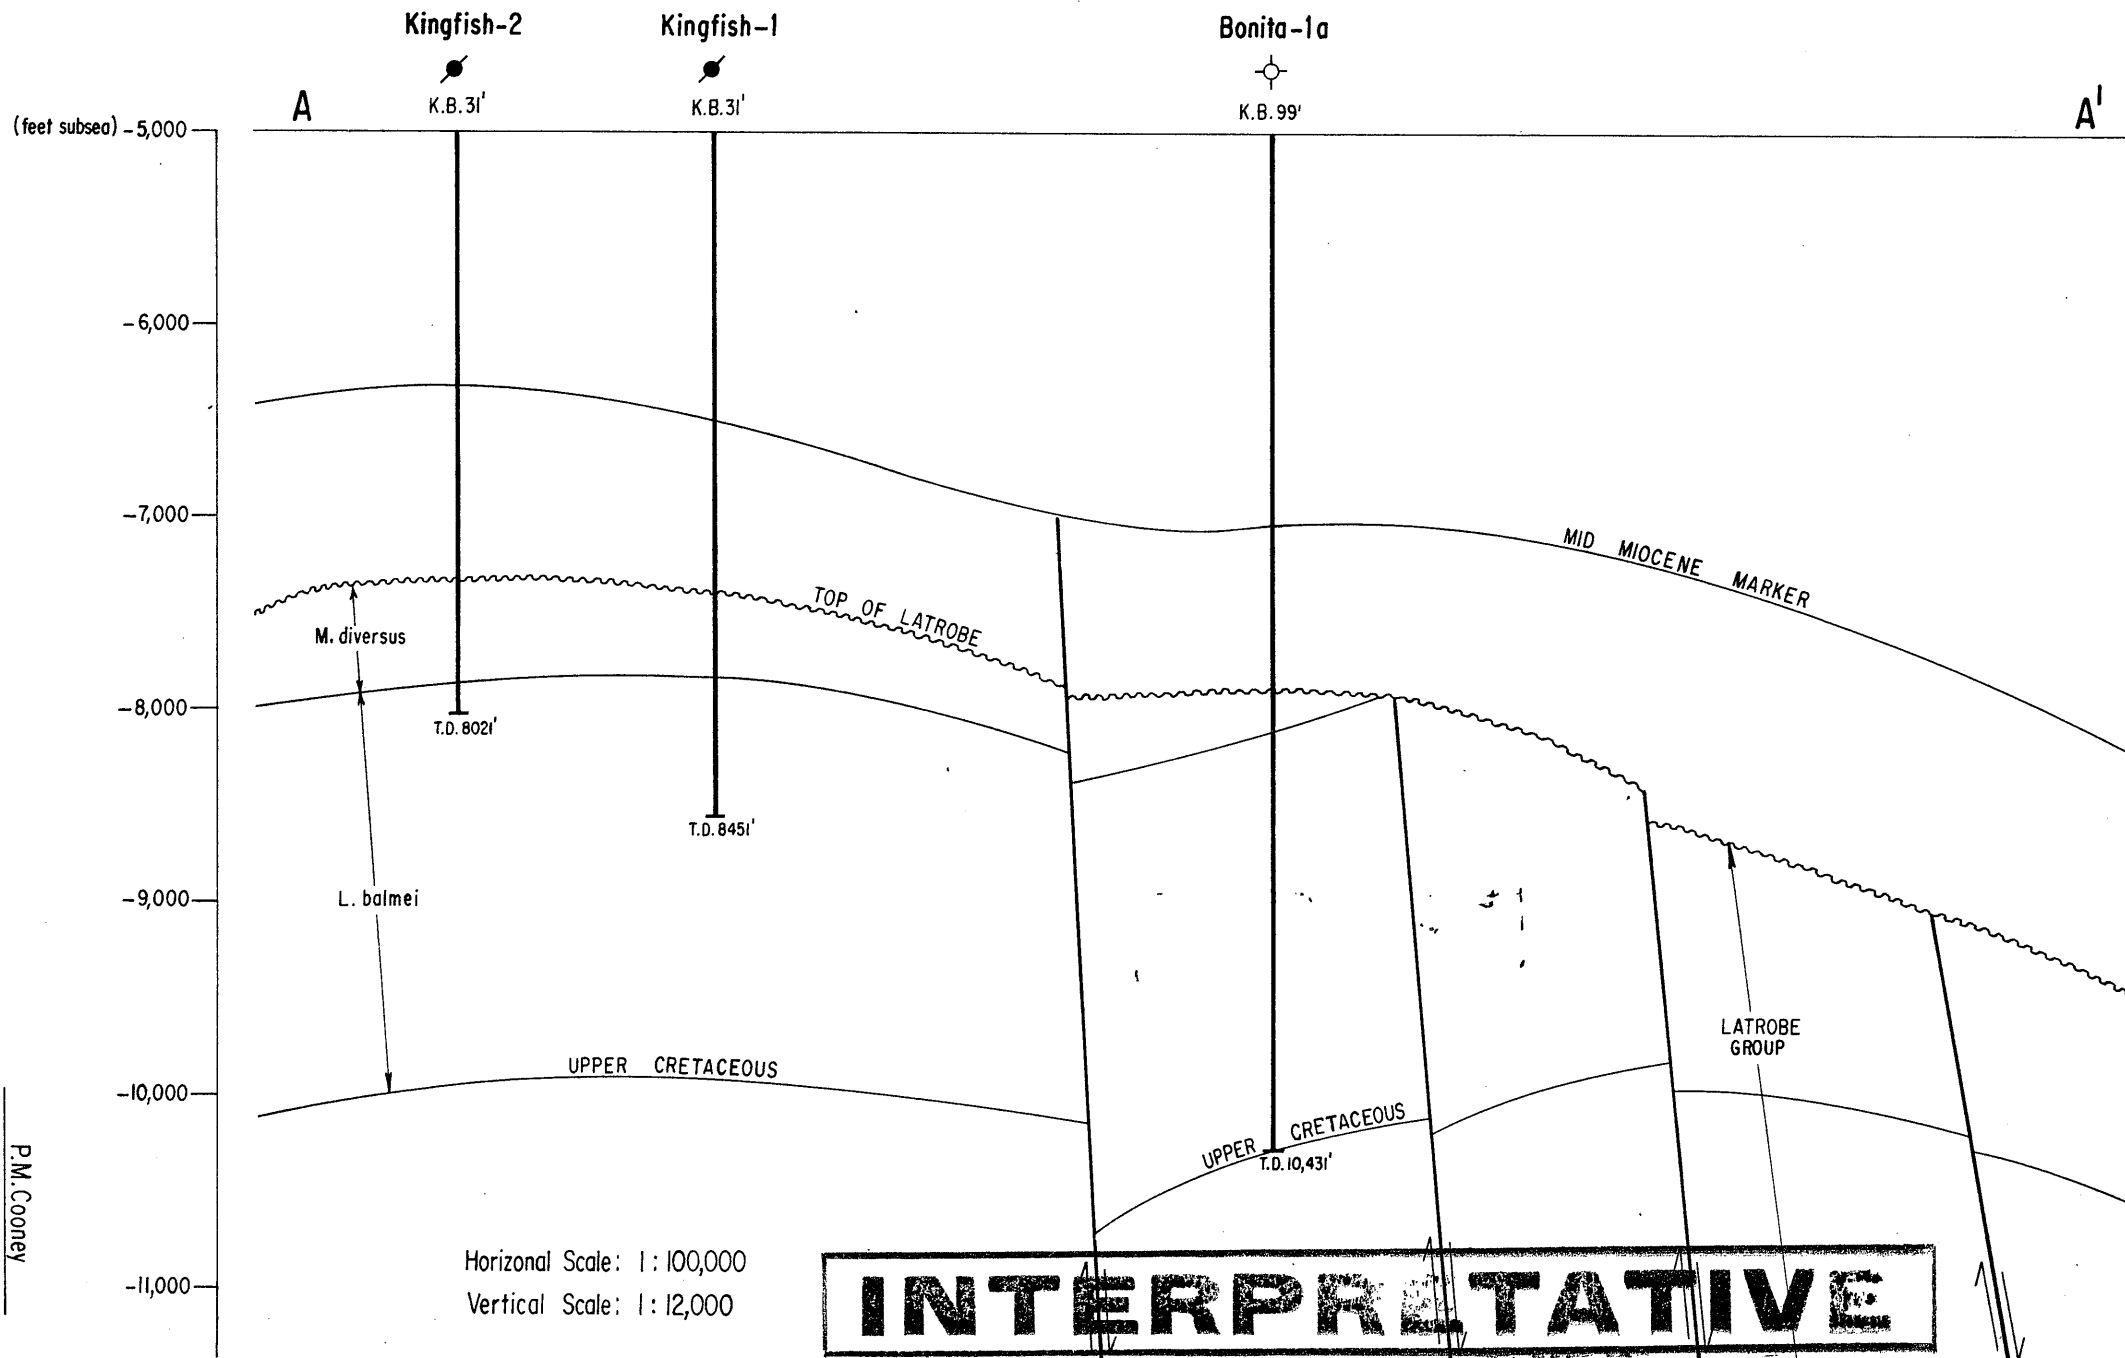 Kingfish-2
Kingfish-1
Bonita-1a
A
K.B.31'
K.B.31'
K.B.99'
A'
(feet subsea) -5,000
-6,000
-7,000
MID MIOCENE MARKER
TOP OF LATROBE
M. diversus
-8,000
T.D. 8021'
T.D. 8451'
-9,000
L. balmei
LATROBE
GROUP
UPPER CRETACEOUS
-10,000
UPPER CRETACEOUS
T.D. 10,431'
P.M.Cooney
Horizonal Scale: 1:100,000
-11,000
Vertical Scale: 1:12,000
INTERPRETATIVE